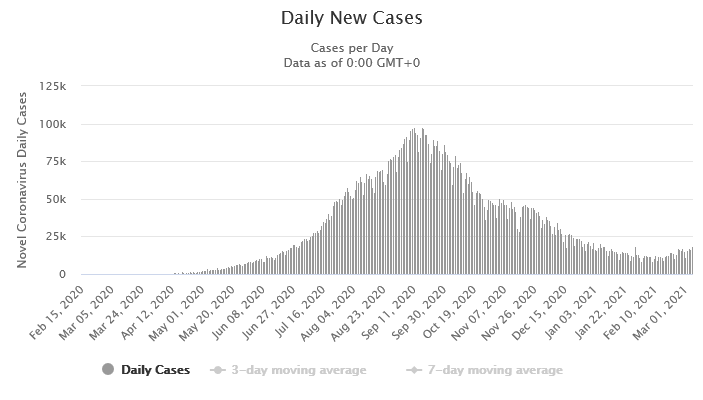 Daily New Cases
Cases per Day
Data as of 0:00 GMT+0
Novel Coronavirus Daily Cases
125k
100k
75k
50k
25k
0
Feb 15, 2020
Mar 05, 2020
Mar 24, 2020
Apr 12, 2020
May 01, 2020
May 20, 2020
Jun 08, 2020
Jun 27, 2020
Jul 16, 2020
Aug 04, 2020
Aug 23, 2020
Sep 11, 2020
Sep 30, 2020
Oct 19, 2020
Nov 07, 2020
Nov 26, 2020
Dec 15, 2020
Jan 03, 2021
Jan 22, 2021
Feb 10, 2021
Mar 01, 2021
Daily Cases
3-day moving average
7-day moving average